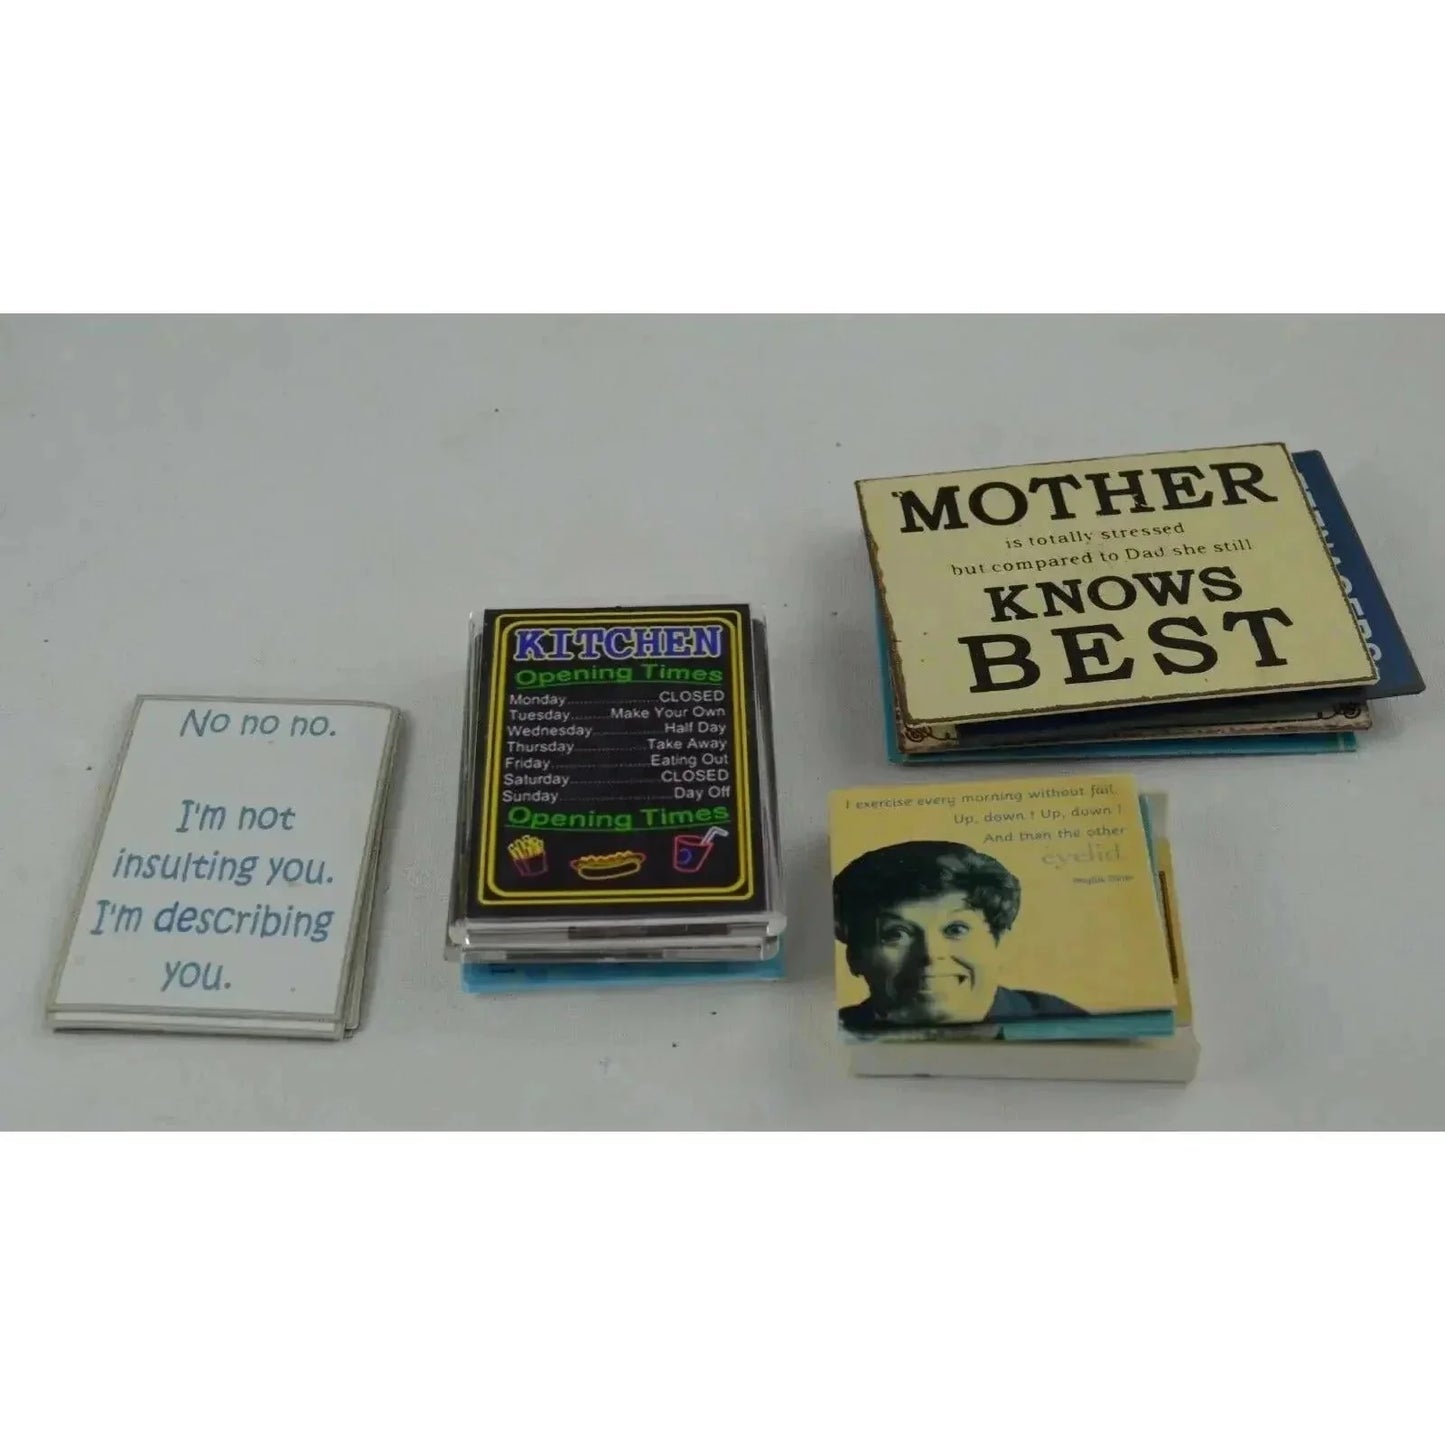 No no no.
I'm not
insulting you.
I'm describing
you.
KITCHEN
Opening Times
Monday..............CLOSED
Tuesday........Make Your Own
Wednesday..............Half Day
Thursday..............Take Away
Friday....................Eating Out
Saturday..................CLOSED
Sunday......................Day Off
Opening Times
MOTHER
is totally stressed
but compared to Dad she still
KNOWS
BEST
I exercise every morning without fail.
Up, down! Up, down!
And than the other
eyelid.